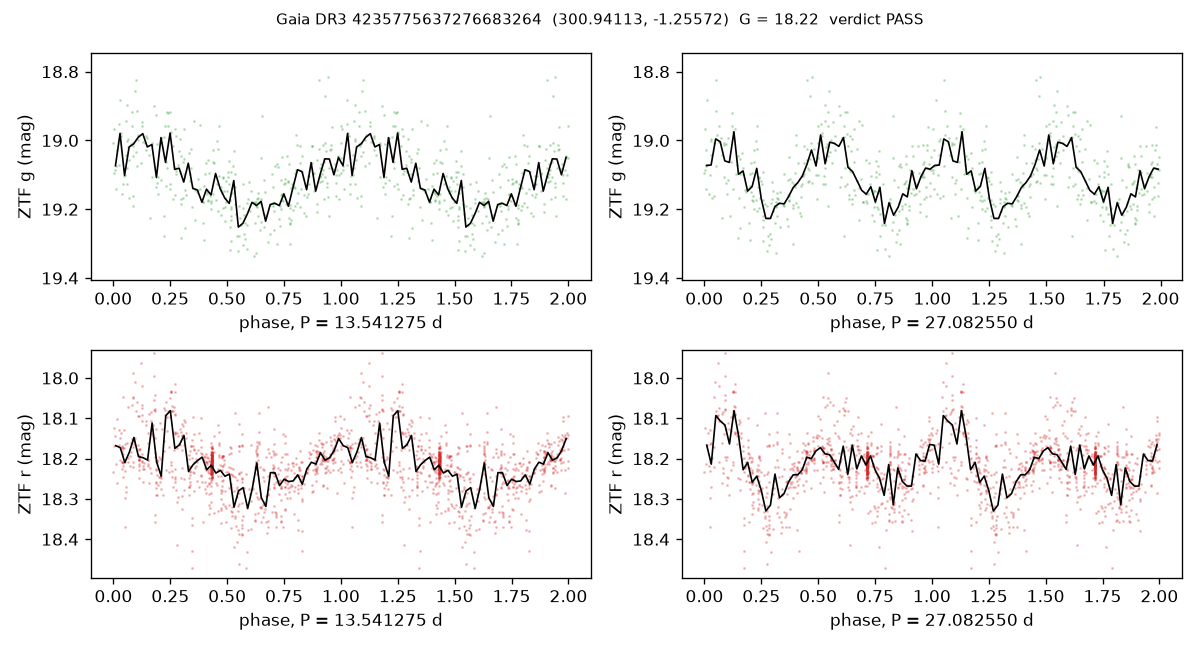 Gaia DR3 4235775637276683264 (300.94113, -1.25572) G = 18.22 verdict PASS
ZTF g (mag)
18.8
19.0
19.2
19.4
0.00 0.25 0.50 0.75 1.00 1.25 1.50 1.75 2.00
phase, P = 13.541275 d
ZTF g (mag)
18.8
19.0
19.2
19.4
0.00 0.25 0.50 0.75 1.00 1.25 1.50 1.75 2.00
phase, P = 27.082550 d
ZTF r (mag)
18.0
18.1
18.2
18.3
18.4
0.00 0.25 0.50 0.75 1.00 1.25 1.50 1.75 2.00
phase, P = 13.541275 d
ZTF r (mag)
18.0
18.1
18.2
18.3
18.4
0.00 0.25 0.50 0.75 1.00 1.25 1.50 1.75 2.00
phase, P = 27.082550 d